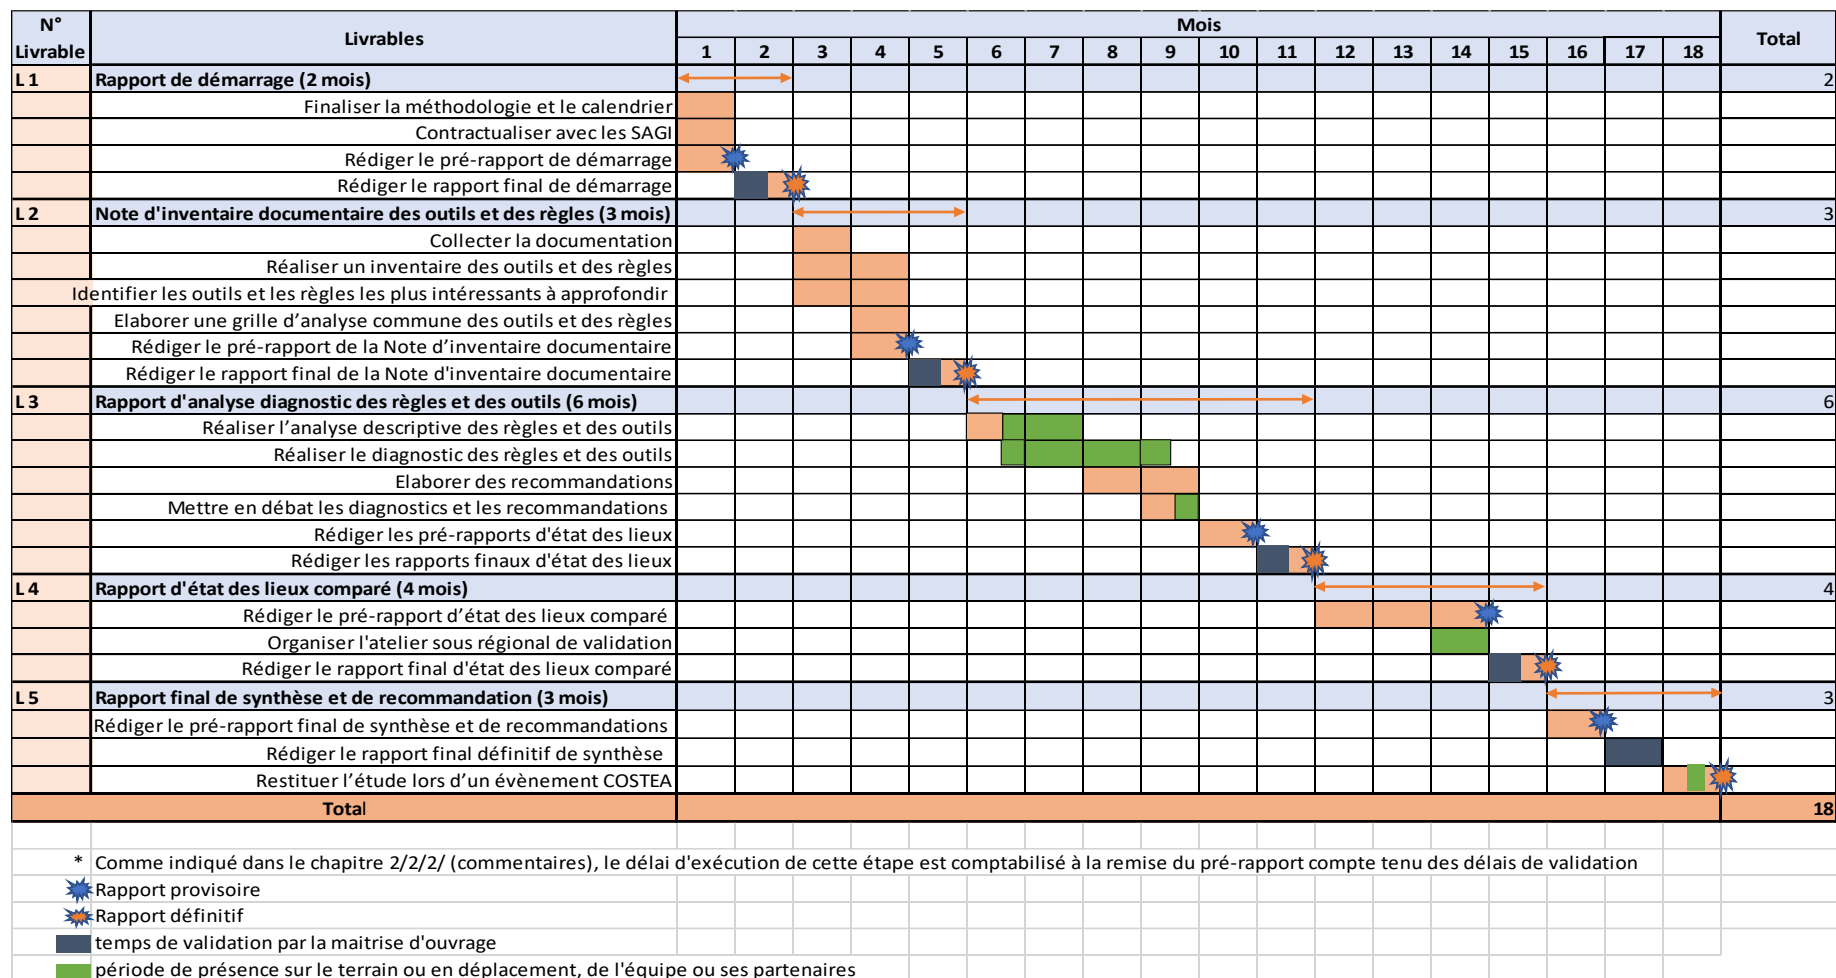 N° Livrable Livrables Mois Total
1 2 3 4 5 6 7 8 9 10 11 12 13 14 15 16 17 18
L 1 Rapport de démarrage (2 mois) 2
Finaliser la méthodologie et le calendrier
Contractualiser avec les SAGI
Rédiger le pré-rapport de démarrage
Rédiger le rapport final de démarrage
L 2 Note d'inventaire documentaire des outils et des règles (3 mois) 3
Collecter la documentation
Réaliser un inventaire des outils et des règles
Identifier les outils et les règles les plus intéressants à approfondir
Elaborer une grille d’analyse commune des outils et des règles
Rédiger le pré-rapport de la Note d’inventaire documentaire
Rédiger le rapport final de la Note d'inventaire documentaire
L 3 Rapport d'analyse diagnostic des règles et des outils (6 mois) 6
Réaliser l’analyse descriptive des règles et des outils
Réaliser le diagnostic des règles et des outils
Elaborer des recommandations
Mettre en débat les diagnostics et les recommandations
Rédiger les pré-rapports d'état des lieux
Rédiger les rapports finaux d'état des lieux
L 4 Rapport d'état des lieux comparé (4 mois) 4
Rédiger le pré-rapport d’état des lieux comparé
Organiser l'atelier sous régional de validation
Rédiger le rapport final d'état des lieux comparé
L 5 Rapport final de synthèse et de recommandation (3 mois) 3
Rédiger le pré-rapport final de synthèse et de recommandations
Rédiger le rapport final définitif de synthèse
Restituer l’étude lors d’un évènement COSTEA
Total 18
* Comme indiqué dans le chapitre 2/2/2/ (commentaires), le délai d'exécution de cette étape est comptabilisé à la remise du pré-rapport compte tenu des délais de validation
Rapport provisoire
Rapport définitif
temps de validation par la maitrise d'ouvrage
période de présence sur le terrain ou en déplacement, de l'équipe ou ses partenaires